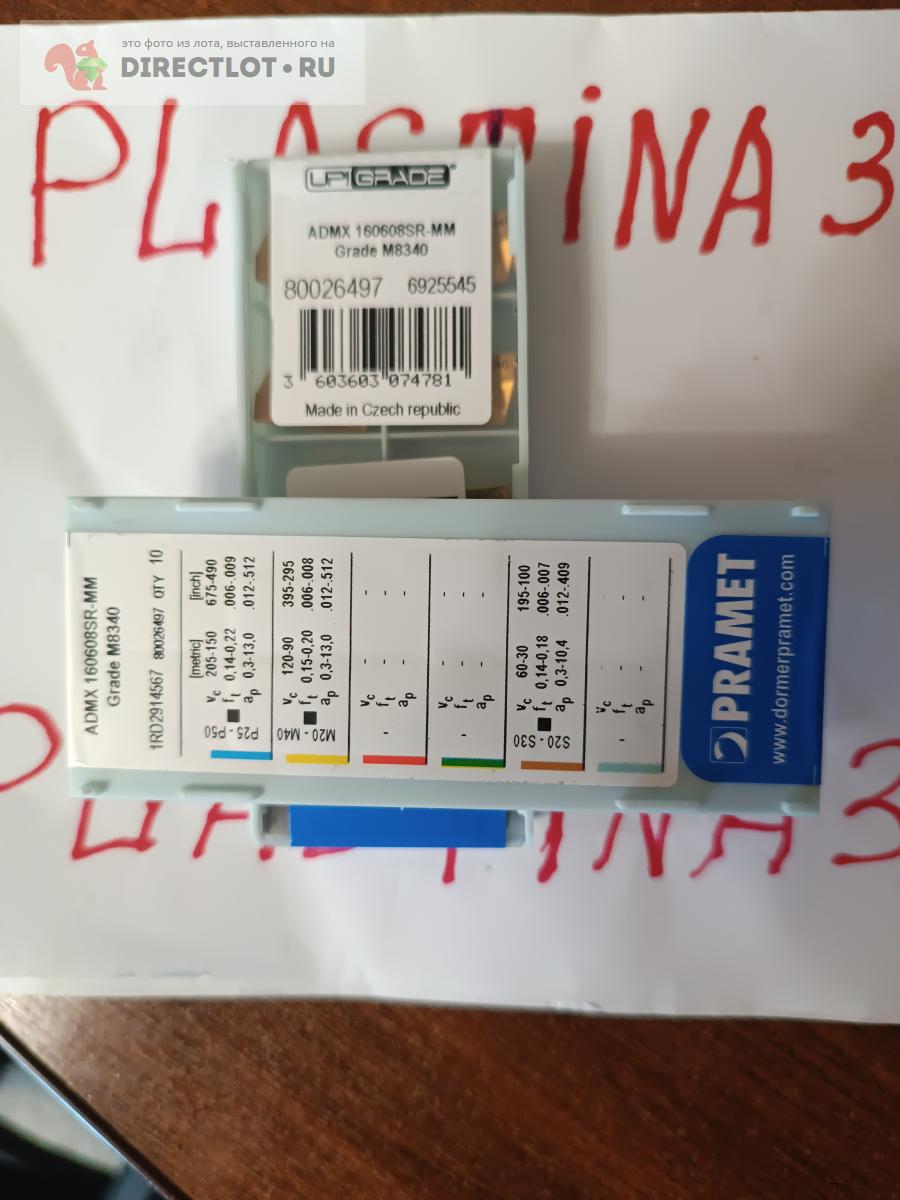 это фото из лота, выставленного на
DIRECTLOT.RU
PLASTINA 3
UP!GRADE
ADMX 160608SR-MM
Grade M8340
80026497 6925545
3 603603 074781
Made in Czech republic
ADMX 160608SR-MM
Grade M8340
1RD2914567 80026497 QTY 10
[metric] [inch]
P25 - P50
vc 205-150 675-490
ft 0,14-0,22 .006-.009
ap 0,3-13,0 .012-.512
M20 - M40
vc 120-90 395-295
ft 0,15-0,20 .006-.008
ap 0,3-13,0 .012-.512
-
vc - -
ft - -
ap - -
-
vc - -
ft - -
ap - -
S20 - S30
vc 60-30 195-100
ft 0,14-0,18 .006-.007
ap 0,3-10,4 .012-.409
-
vc - -
ft - -
ap - -
PRAMET
www.dormerpramet.com